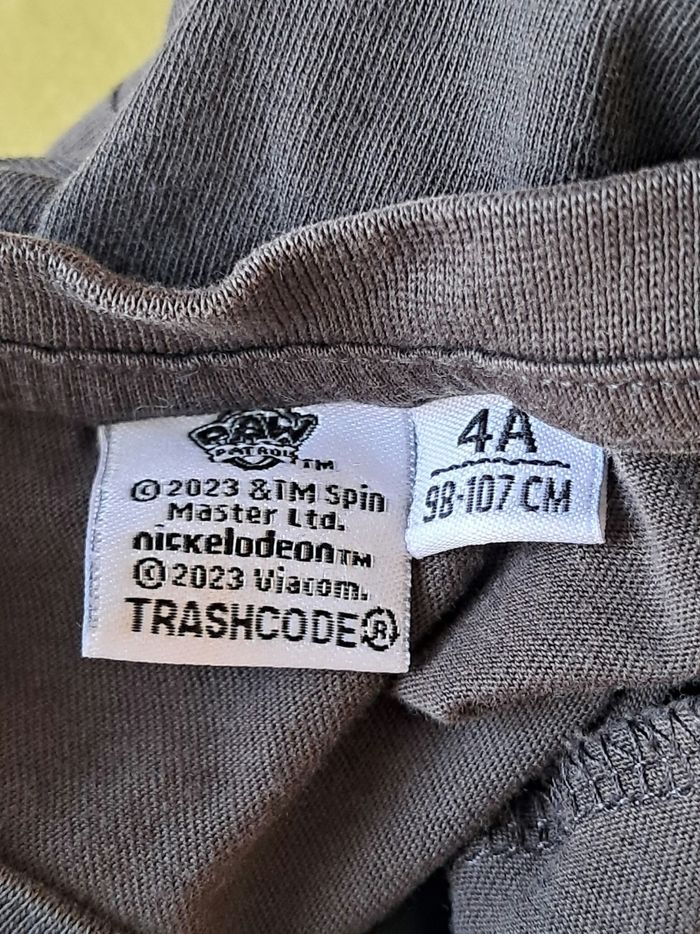 PAW
PATROL TM
© 2023 & TM Spin
Master Ltd.
nickelodeon TM
© 2023 Viacom.
TRASHCODE ®
4A
98-107 CM